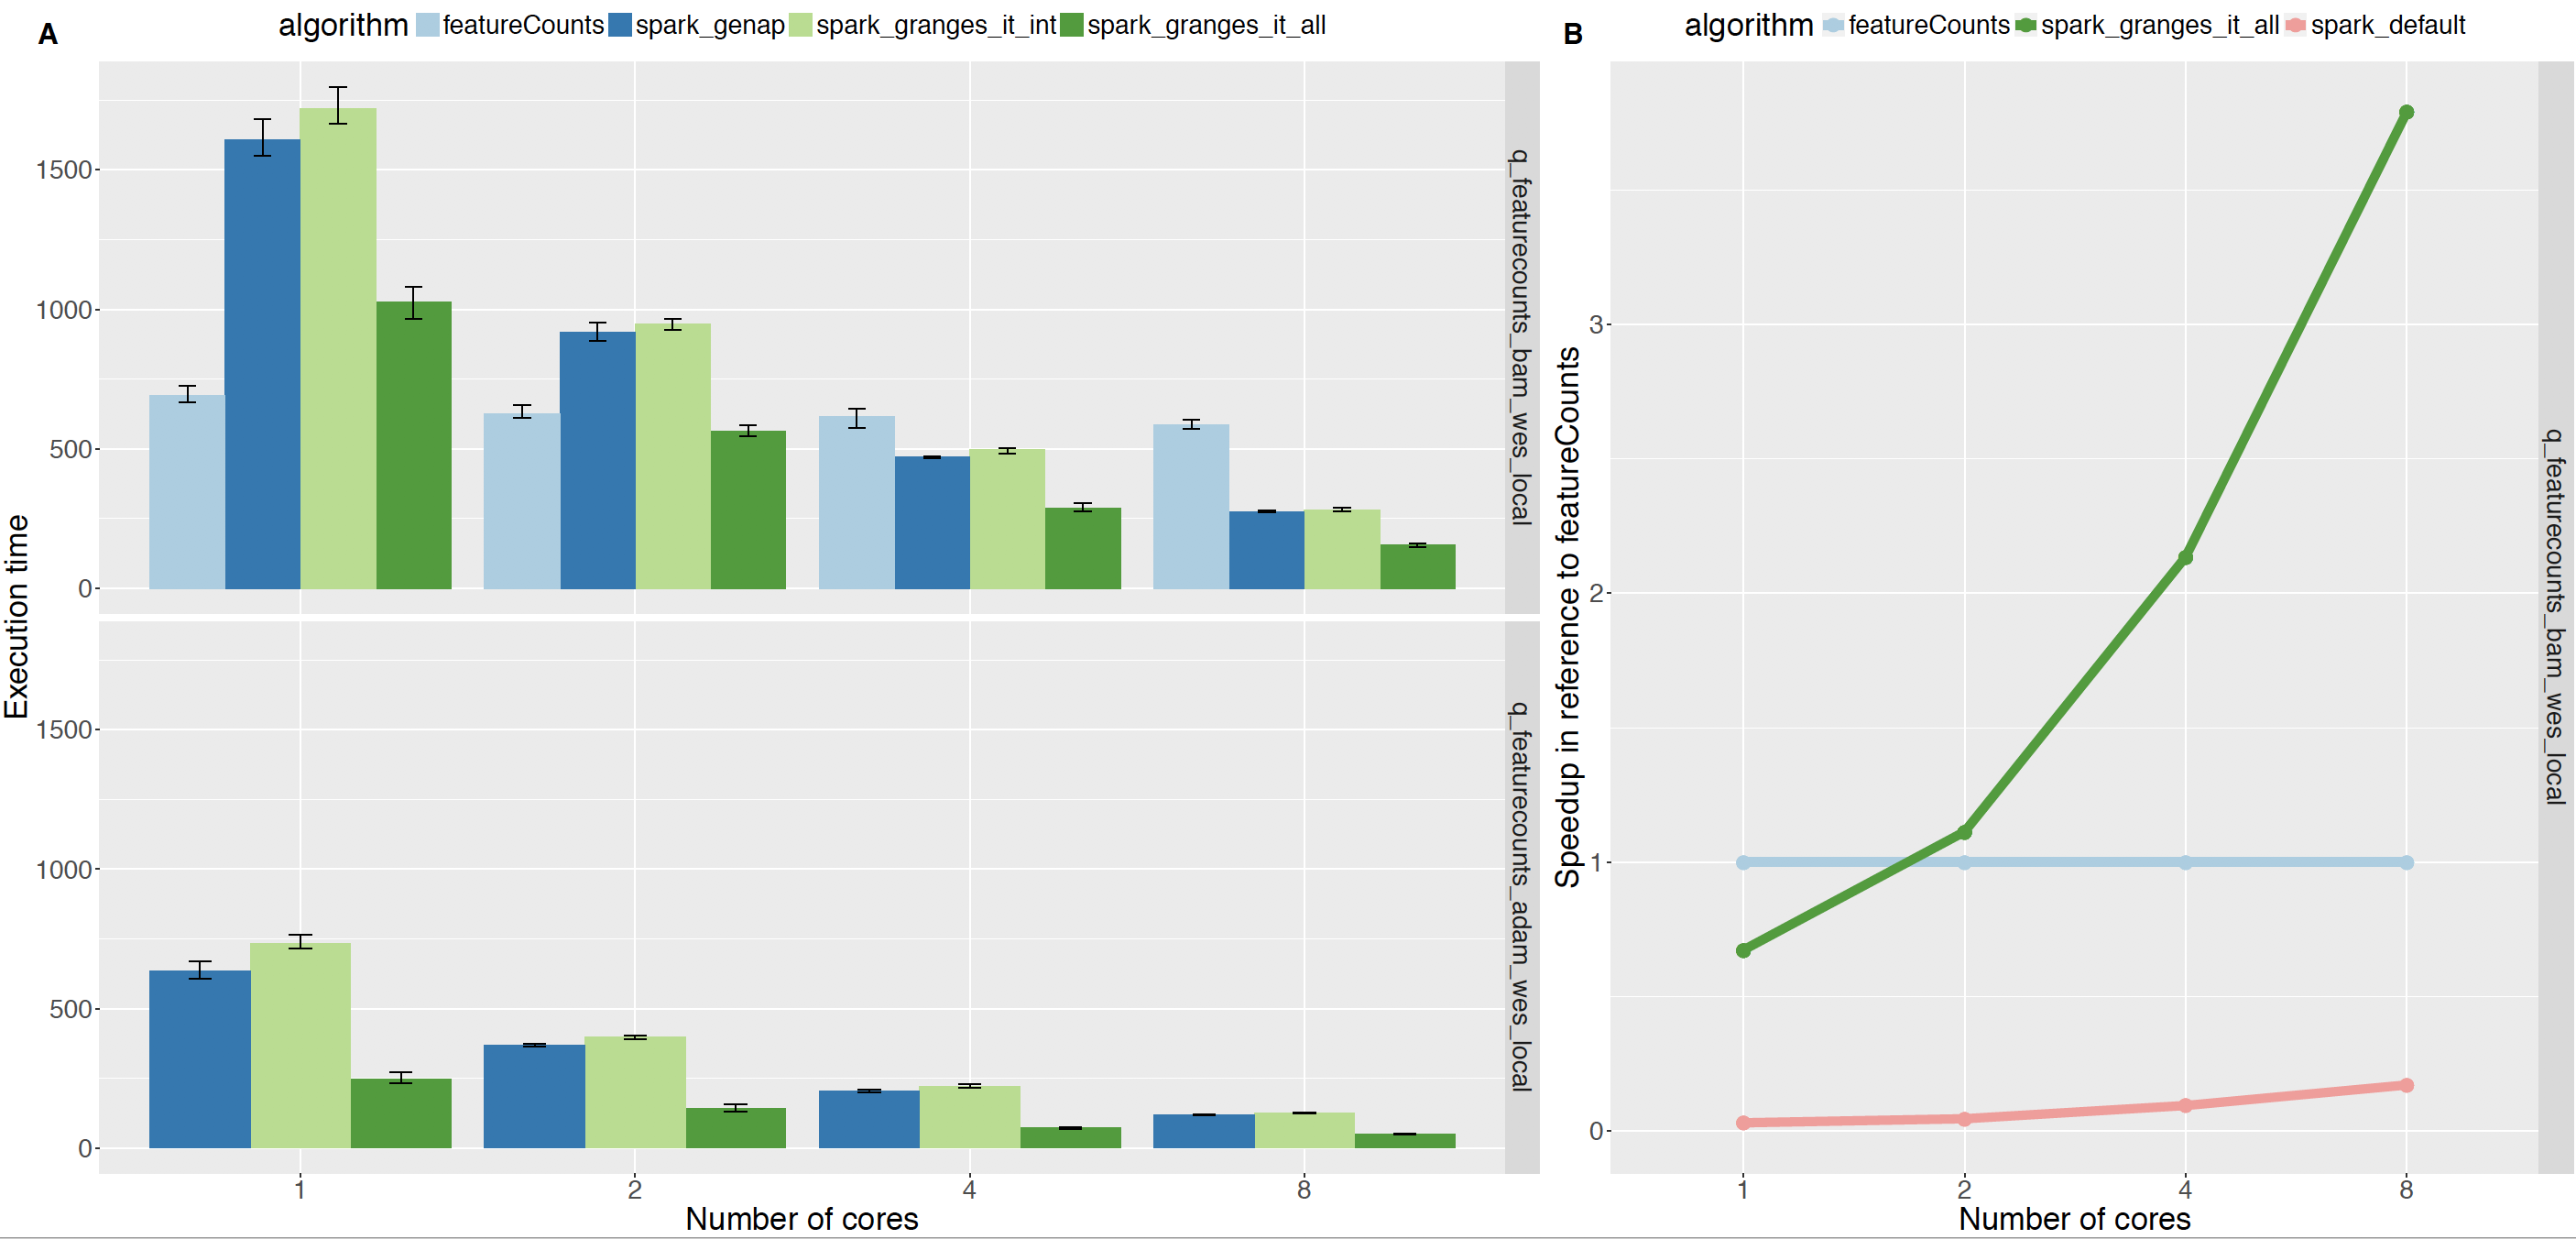 A
algorithm featureCounts spark_genap spark_granges_it_int spark_granges_it_all
1500
1000
500
0
q_featurecounts_bam_wes_local
Execution time
1500
1000
500
0
q_featurecounts_adam_wes_local
1 2 4 8
Number of cores
B
algorithm featureCounts spark_granges_it_all spark_default
3
2
1
0
Speedup in reference to featureCounts
q_featurecounts_bam_wes_local
1 2 4 8
Number of cores